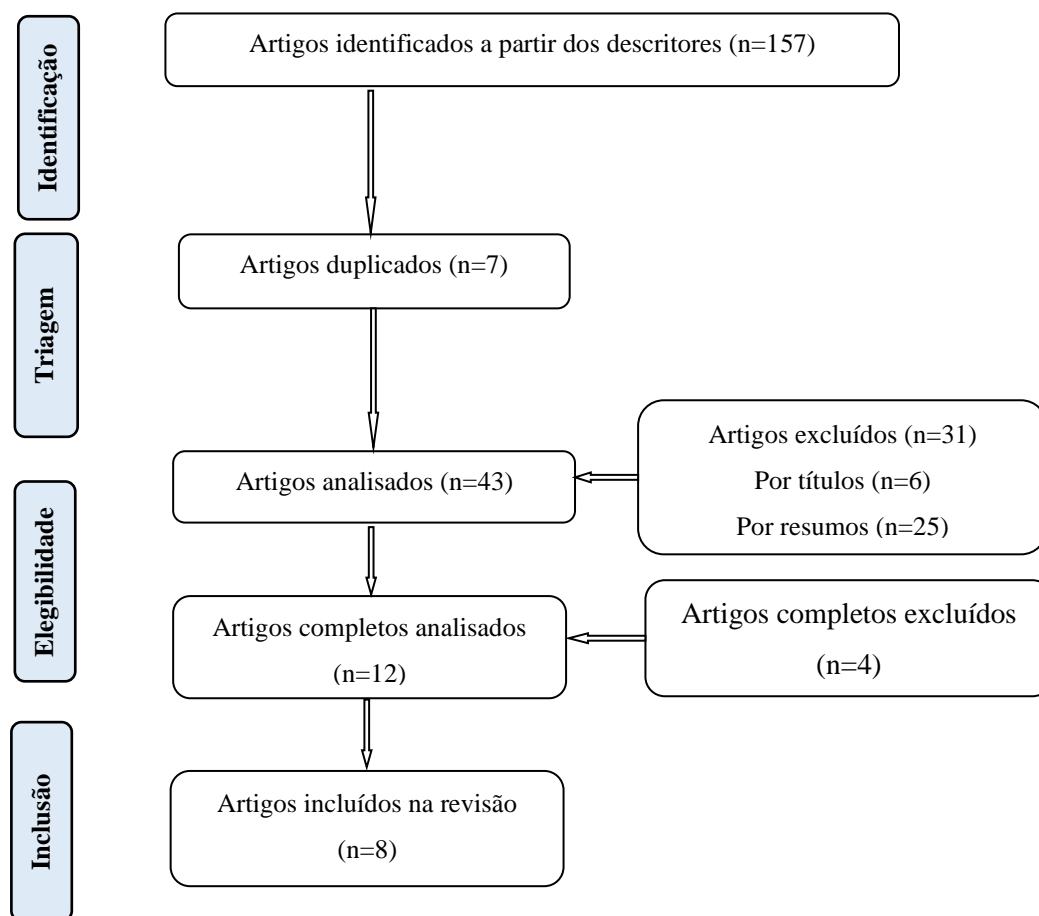 Identificação
Artigos identificados a partir dos descritores (n=157)
Triagem
Artigos duplicados (n=7)
Artigos analisados (n=43)
Artigos excluídos (n=31)
Por títulos (n=6)
Por resumos (n=25)
Elegibilidade
Artigos completos analisados
(n=12)
Artigos completos excluídos
(n=4)
Inclusão
Artigos incluídos na revisão
(n=8)